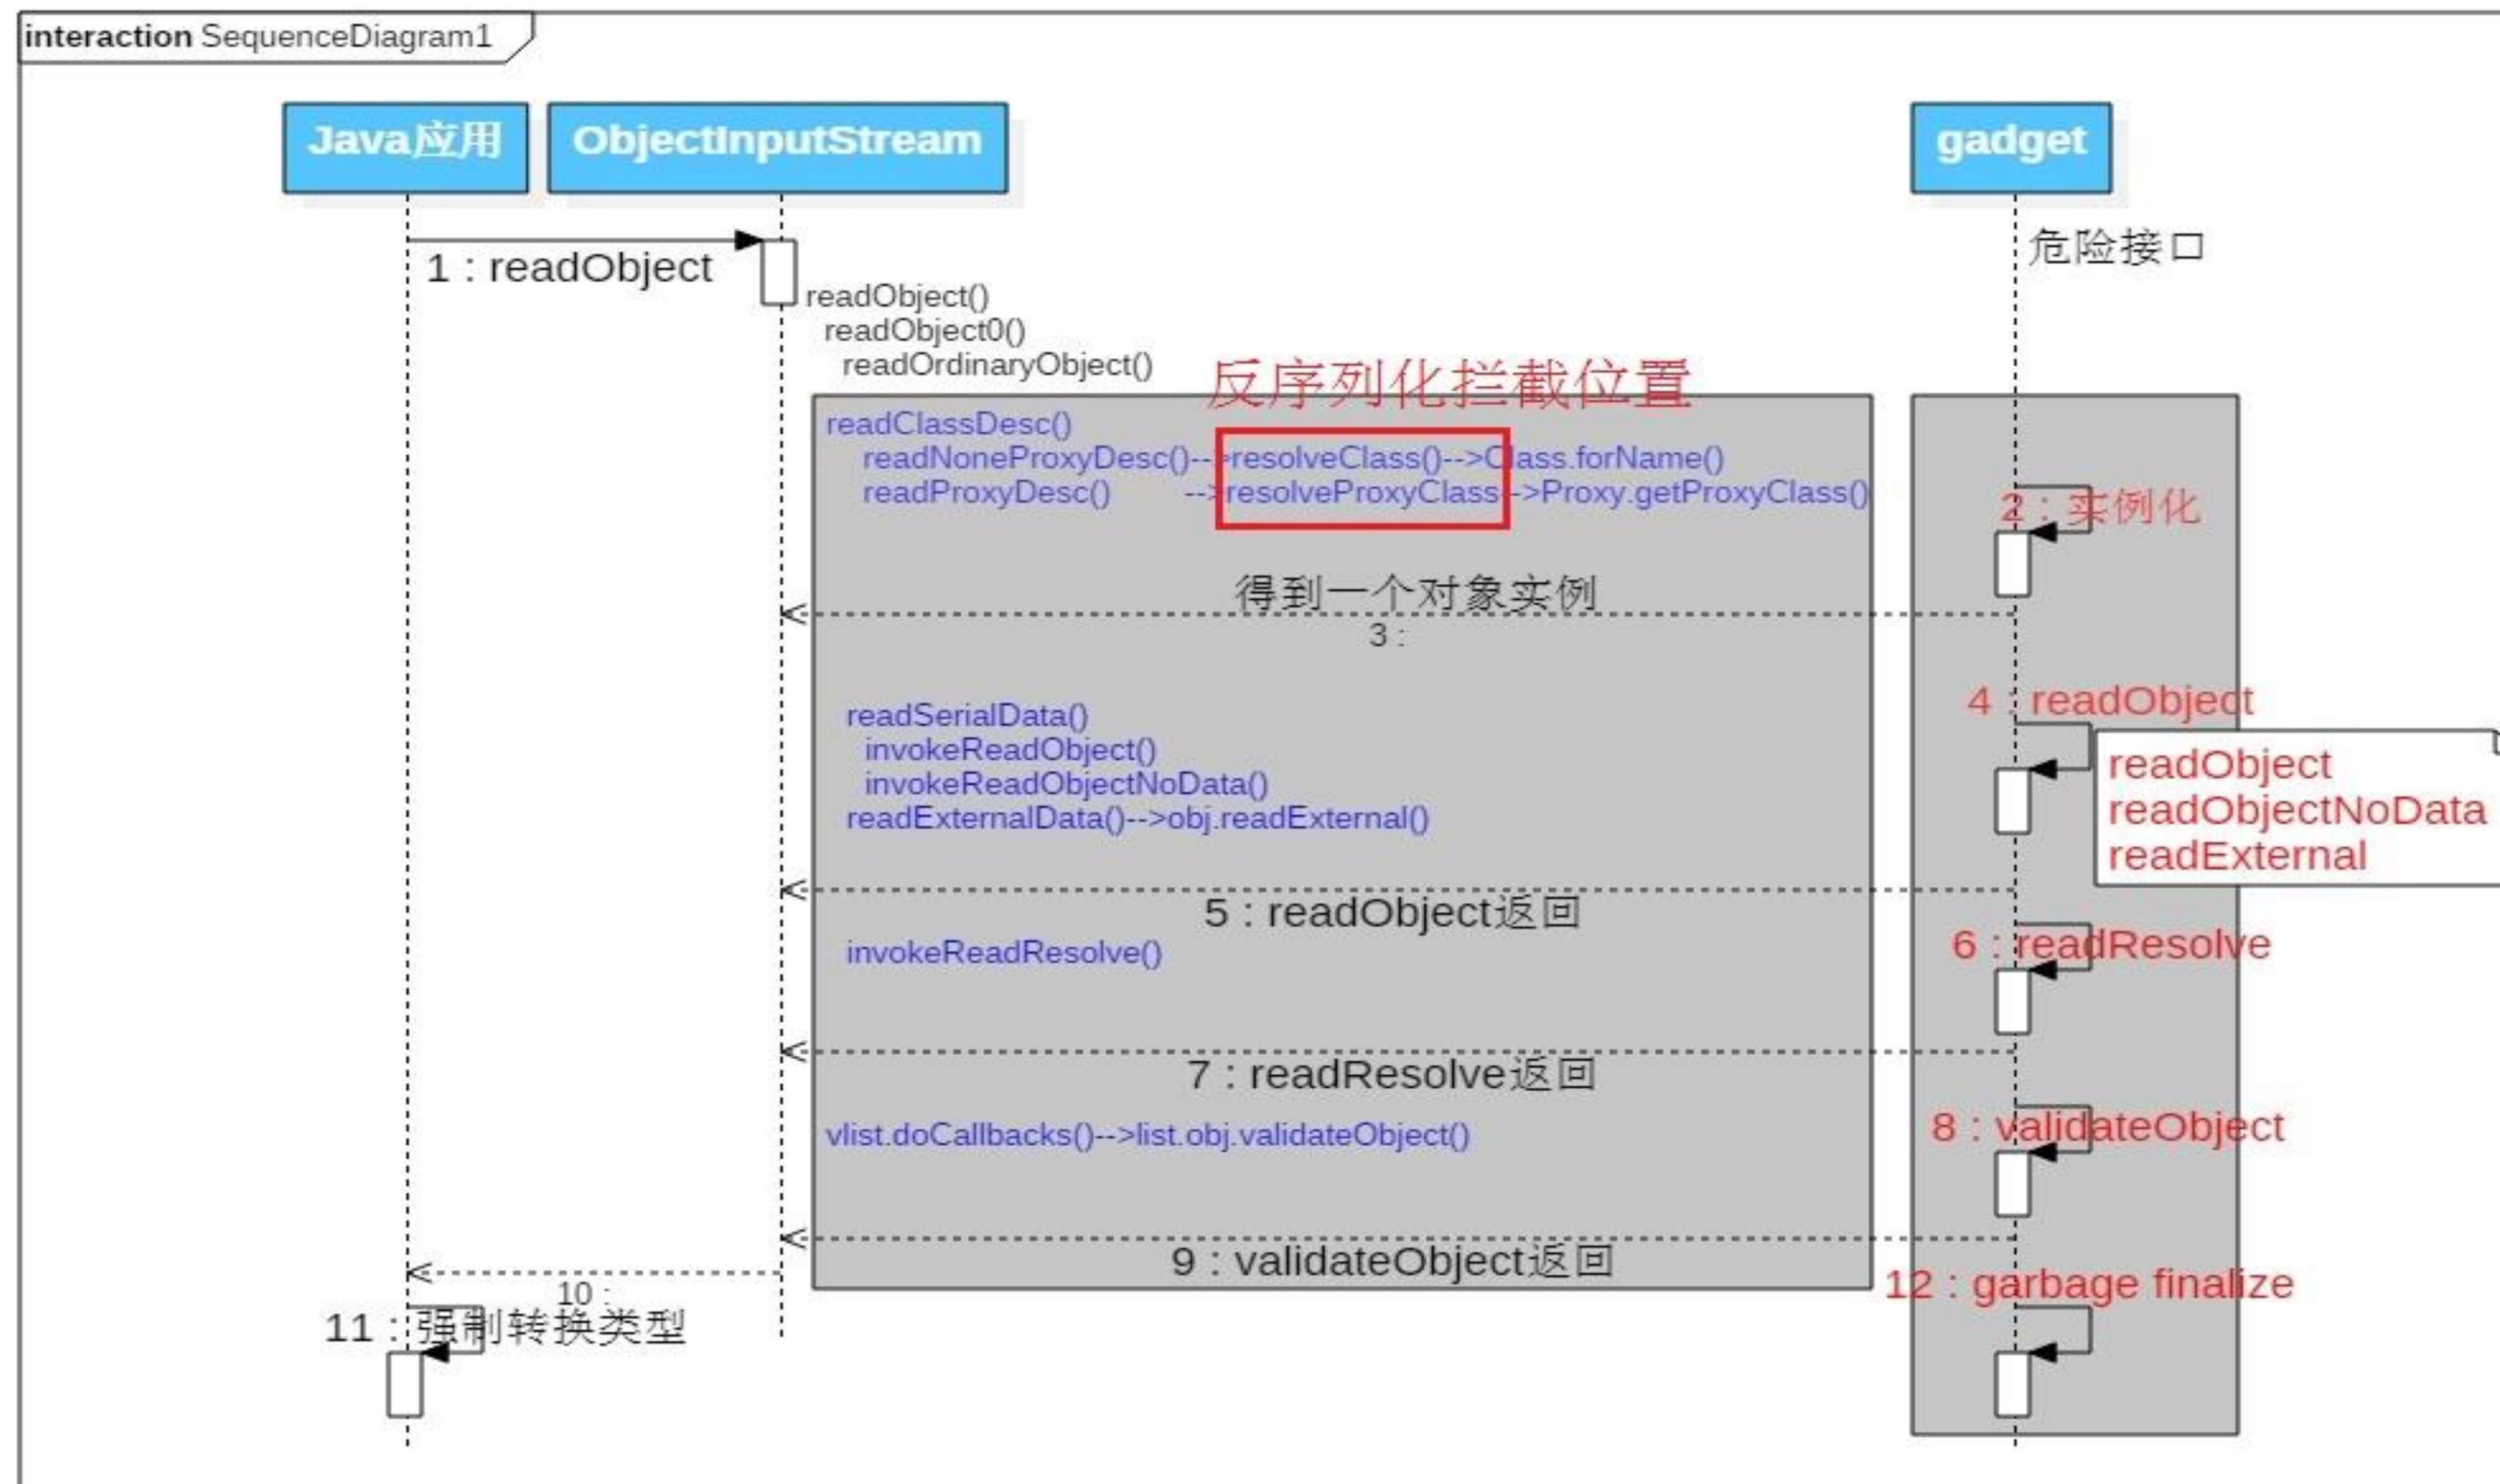 interaction SequenceDiagram1
Java应用
ObjectInputStream
gadget
危险接口
1 : readObject
readObject()
readObject0()
readOrdinaryObject()
反序列化拦截位置
readClassDesc()
readNoneProxyDesc()-->resolveClass()-->Class.forName()
readProxyDesc() -->resolveProxyClass-->Proxy.getProxyClass()
2 : 实例化
得到一个对象实例
3 :
4 : readObject
readSerialData()
invokeReadObject()
invokeReadObjectNoData()
readExternalData()-->obj.readExternal()
readObject
readObjectNoData
readExternal
5 : readObject返回
6 : readResolve
invokeReadResolve()
7 : readResolve返回
8 : validateObject
vlist.doCallbacks()-->list.obj.validateObject()
9 : validateObject返回
10 :
12 : garbage finalize
11 : 强制转换类型